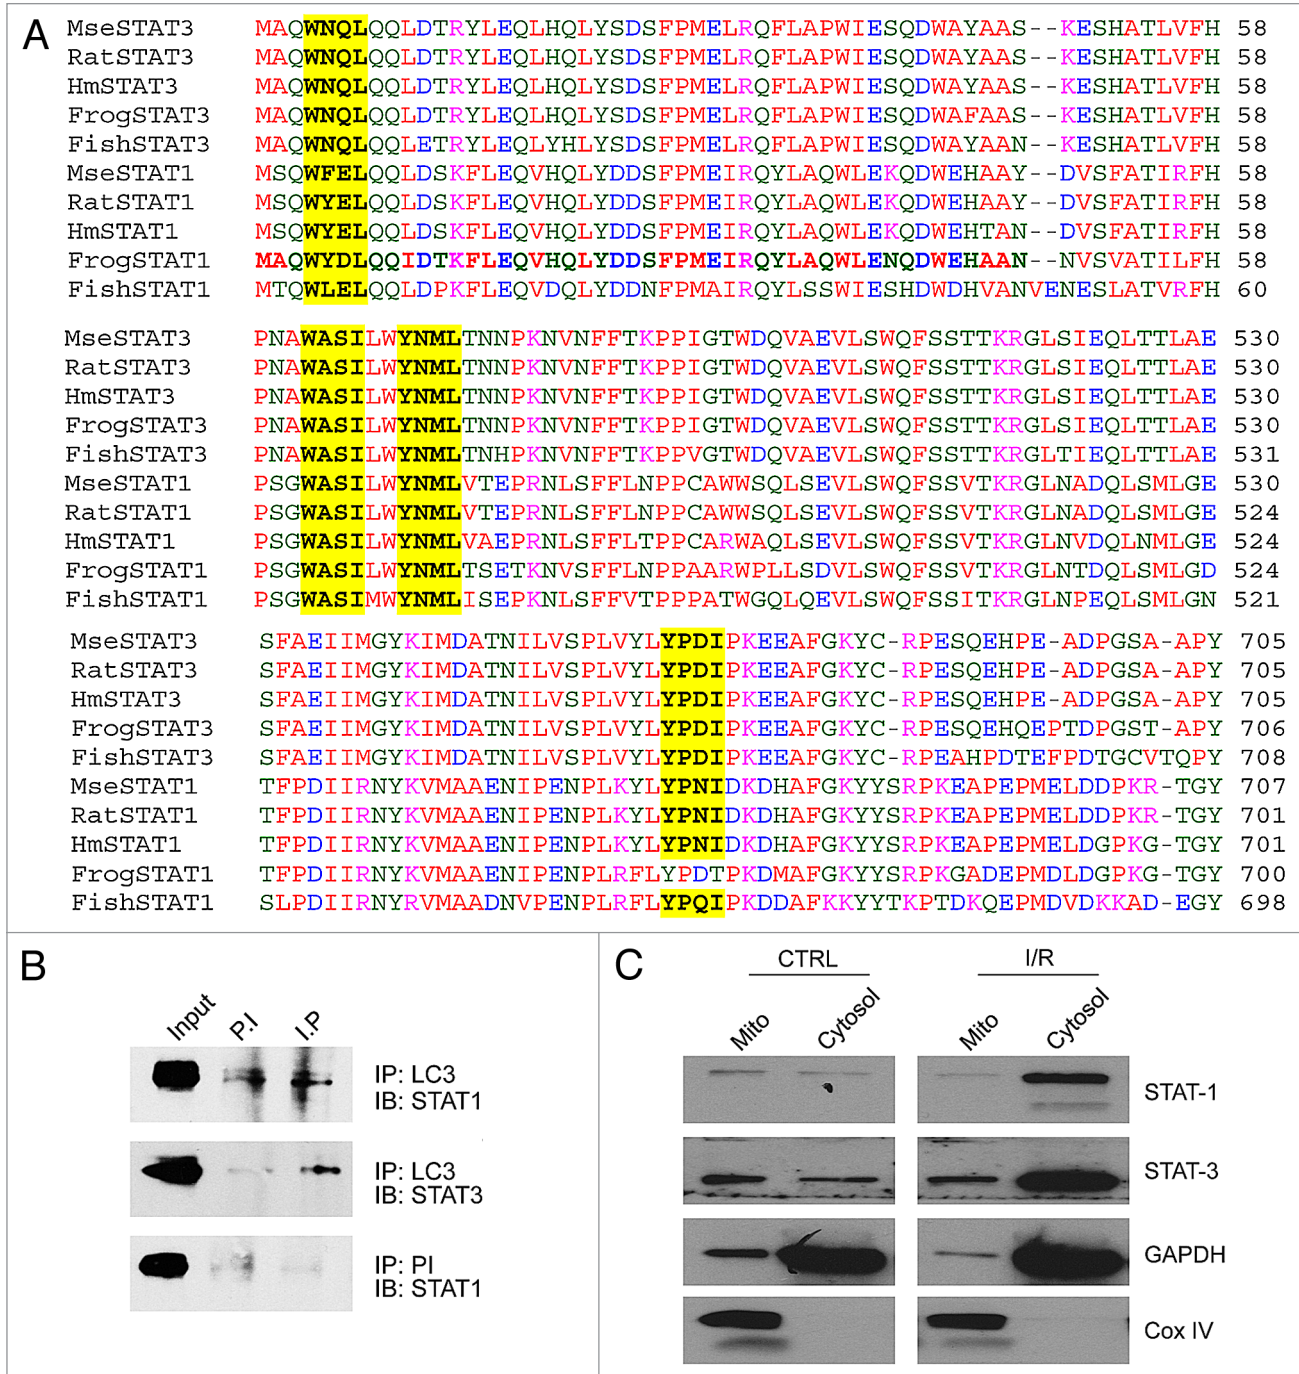 A
MseSTAT3 MAQWNQLQQLDTRYLEQLHQLYSDSFPMELRQFLAPWIESQDWAYAAS--KESHATLVFH 58
RatSTAT3 MAQWNQLQQLDTRYLEQLHQLYSDSFPMELRQFLAPWIESQDWAYAAS--KESHATLVFH 58
HmSTAT3 MAQWNQLQQLDTRYLEQLHQLYSDSFPMELRQFLAPWIESQDWAYAAS--KESHATLVFH 58
FrogSTAT3 MAQWNQLQQLDTRYLEQLHQLYSDSFPMELRQFLAPWIESQDWAFAAS--KESHATLVFH 58
FishSTAT3 MAQWNQLQQLETRYLEQLYHLYSDSFPMELRQFLAPWIESQDWAYAAN--KESHATLVFH 58
MseSTAT1 MSQWFELQQLDSKFLEQVHQLYDDSFPMEIRQYLAQWLEKQDWEHAAY--DVSFATIRFH 58
RatSTAT1 MSQWYELQQLDSKFLEQVHQLYDDSFPMEIRQYLAQWLEKQDWEHAAY--DVSFATIRFH 58
HmSTAT1 MSQWYELQQLDSKFLEQVHQLYDDSFPMEIRQYLAQWLEKQDWEHTAN--DVSFATIRFH 58
FrogSTAT1 MAQWYDLQQIDTKFLEQVHQLYDDSFPMEIRQYLAQWLENQDWEHAAN--NVSVATILFH 58
FishSTAT1 MTQWLELQQLDPKFLEQVDQLYDDNFPMAIRQYLSSWIESHDWDHVANVENESLATVRFH 60
MseSTAT3 PNAWASILWYNMLTNNPKNVNFFTKPPIGTWDQVAEVLSWQFSSTTKRGLSIEQLTTLAE 530
RatSTAT3 PNAWASILWYNMLTNNPKNVNFFTKPPIGTWDQVAEVLSWQFSSTTKRGLSIEQLTTLAE 530
HmSTAT3 PNAWASILWYNMLTNNPKNVNFFTKPPIGTWDQVAEVLSWQFSSTTKRGLSIEQLTTLAE 530
FrogSTAT3 PNAWASILWYNMLTNNPKNVNFFTKPPIGTWDQVAEVLSWQFSSTTKRGLSIEQLTTLAE 530
FishSTAT3 PNAWASILWYNMLTNHPKNVNFFTKPPVGTWDQVAEVLSWQFSSTTKRGLTIEQLTTLAE 531
MseSTAT1 PSGWASILWYNMLVTEPRNLSFFLNPPCAWWSQLSEVLSWQFSSVTKRGLNADQLSMLGE 530
RatSTAT1 PSGWASILWYNMLVTEPRNLSFFLNPPCAWWSQLSEVLSWQFSSVTKRGLNADQLSMLGE 524
HmSTAT1 PSGWASILWYNMLVAEPRNLSFFLTPPCARWAQLSEVLSWQFSSVTKRGLNVDQLNMLGE 524
FrogSTAT1 PSGWASILWYNMLTSETKNVSFFLNPPAARWPLLSDVLSWQFSSVTKRGLNTDQLSMLGD 524
FishSTAT1 PSGWASIMWYNMLISEPKNLSFFVTPPPATWGQLQEVLSWQFSSITKRGLNPEQLSMLGN 521
MseSTAT3 SFAEIIMGYKIMDATNILVSPLVYLYPDIPKEEAFGKYC-RPESQEHPE-ADPGSA-APY 705
RatSTAT3 SFAEIIMGYKIMDATNILVSPLVYLYPDIPKEEAFGKYC-RPESQEHPE-ADPGSA-APY 705
HmSTAT3 SFAEIIMGYKIMDATNILVSPLVYLYPDIPKEEAFGKYC-RPESQEHPE-ADPGSA-APY 705
FrogSTAT3 SFAEIIMGYKIMDATNILVSPLVYLYPDIPKEEAFGKYC-RPESQEHQEPTDPGST-APY 706
FishSTAT3 SFAEIIMGYKIMDATNILVSPLVYLYPDIPKEEAFGKYC-RPEAHPDTEFPDTGCVTQPY 708
MseSTAT1 TFPDIIRNYKVMAAENIPENPLKYLYPNIDKDHAFGKYYSRPKEAPEPMELDDPKR-TGY 707
RatSTAT1 TFPDIIRNYKVMAAENIPENPLKYLYPNIDKDHAFGKYYSRPKEAPEPMELDDPKR-TGY 701
HmSTAT1 TFPDIIRNYKVMAAENIPENPLKYLYPNIDKDHAFGKYYSRPKEAPEPMELDGPKG-TGY 701
FrogSTAT1 TFPDIIRNYKVMAAENIPENPLRFLYPDTPKDMAFGKYYSRPKGADEPMDLDGPKG-TGY 700
FishSTAT1 SLPDIIRNYRVMAADNVPENPLRFLYPQIPKDDAFKKYYTKPTDKQEPMDVDKKAD-EGY 698
B
Input P.I I.P
IP: LC3
IB: STAT1
IP: LC3
IB: STAT3
IP: PI
IB: STAT1
C
CTRL I/R
Mito Cytosol Mito Cytosol
STAT-1
STAT-3
GAPDH
Cox IV